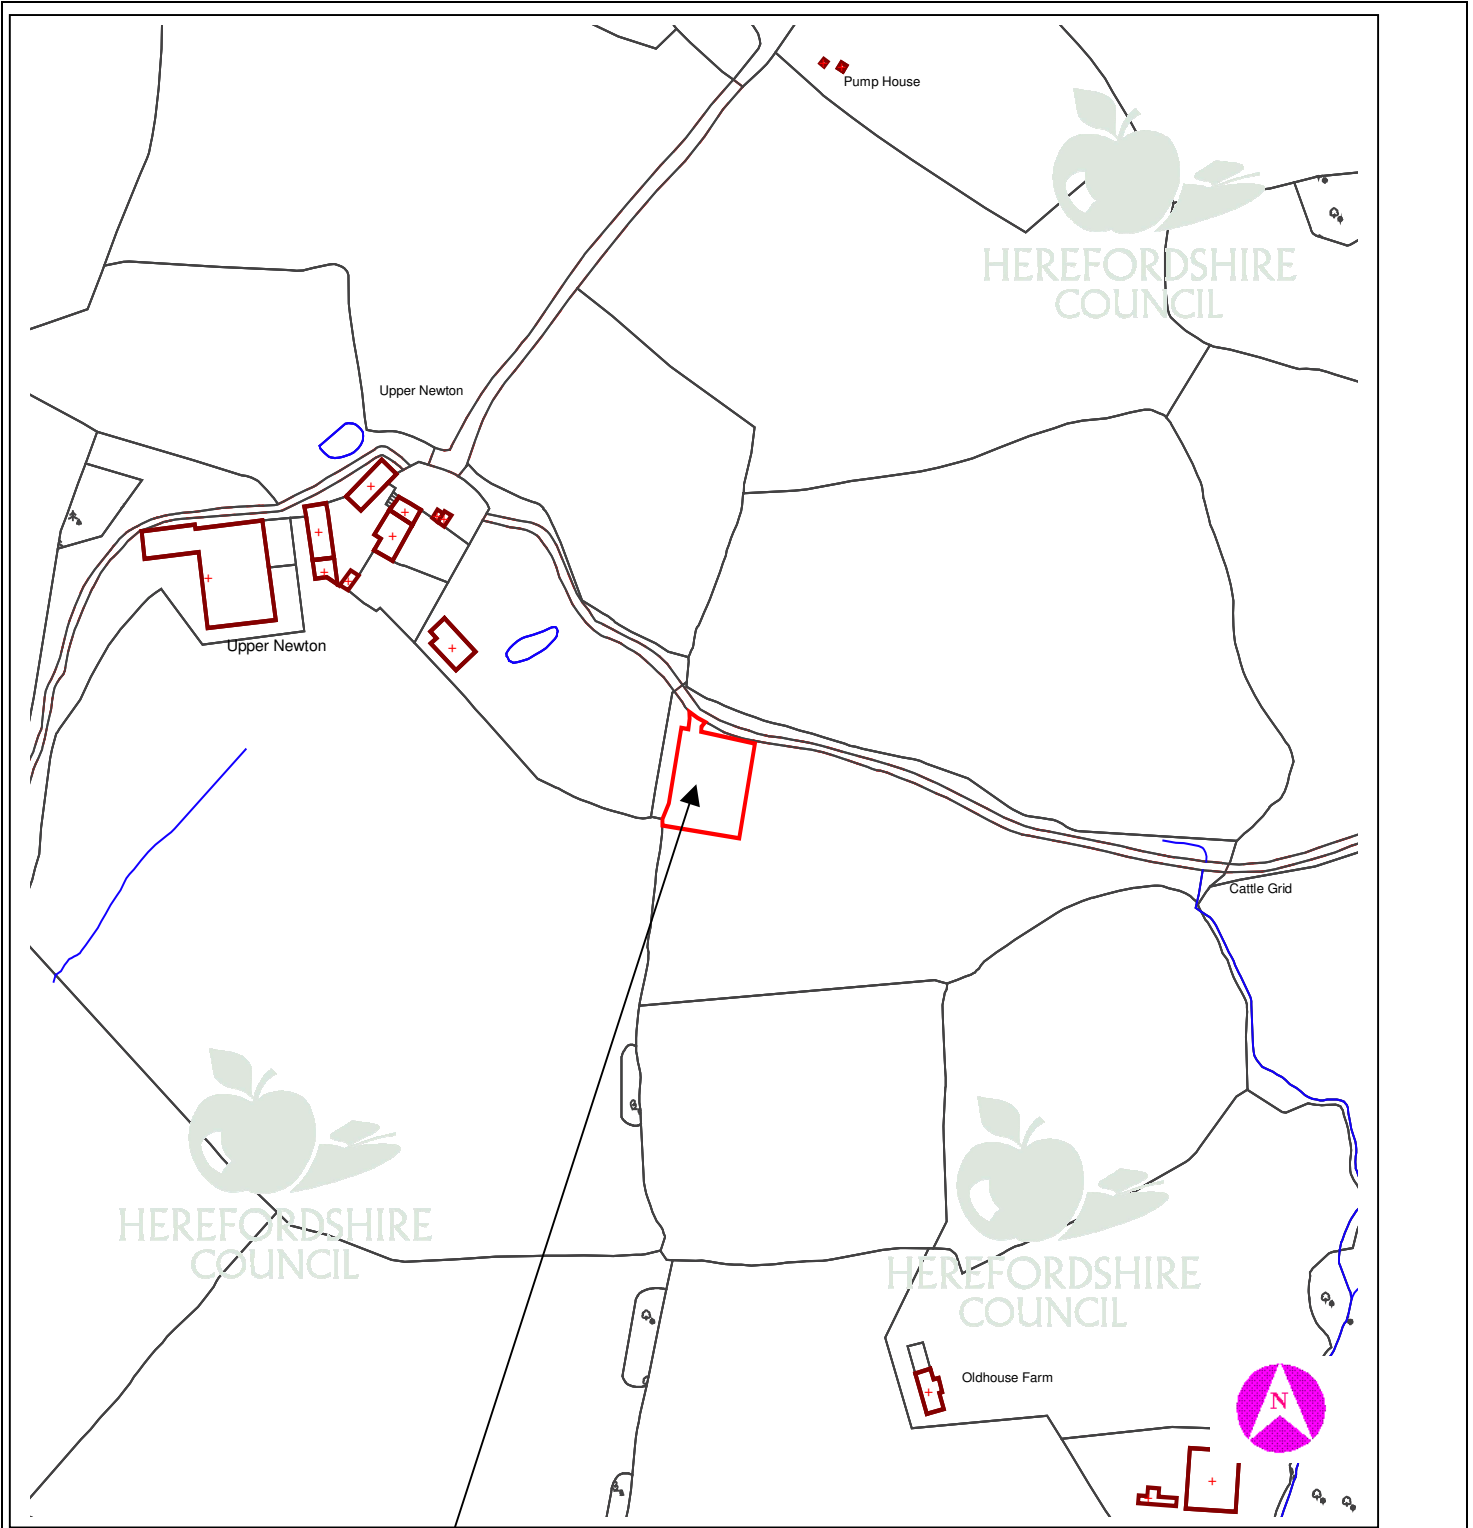 Pump House
HEREFORDSHIRE
COUNCIL
Upper Newton
Upper Newton
Cattle Grid
HEREFORDSHIRE
COUNCIL
HEREFORDSHIRE
COUNCIL
Oldhouse Farm
N